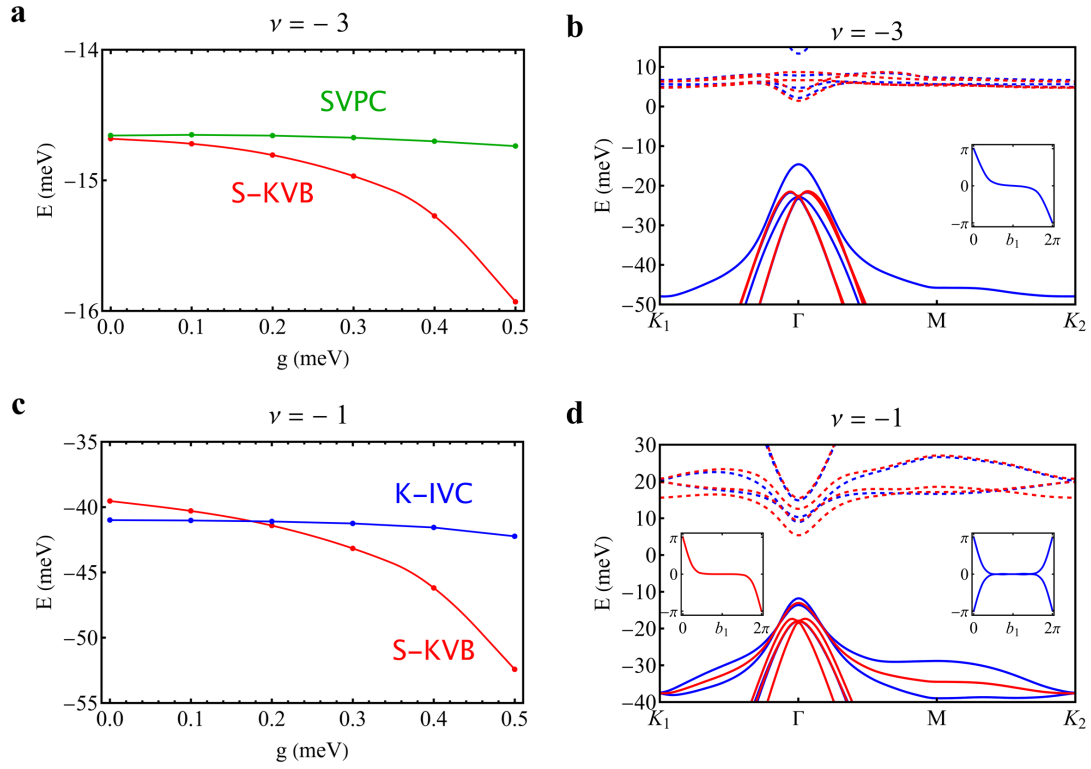 a
ν = − 3
−14
−15
−16
E (meV)
SVPC
S−KVB
0.0 0.1 0.2 0.3 0.4 0.5
g (meV)
b
ν = −3
10
0
−10
−20
−30
−40
−50
E (meV)
π
0
−π
0 b₁ 2π
K₁ Γ M K₂
c
ν = − 1
−35
−40
−45
−50
−55
E (meV)
K−IVC
S−KVB
0.0 0.1 0.2 0.3 0.4 0.5
g (meV)
d
ν = −1
30
20
10
0
−10
−20
−30
−40
E (meV)
π
0
−π
0 b₁ 2π
π
0
−π
0 b₁ 2π
K₁ Γ M K₂